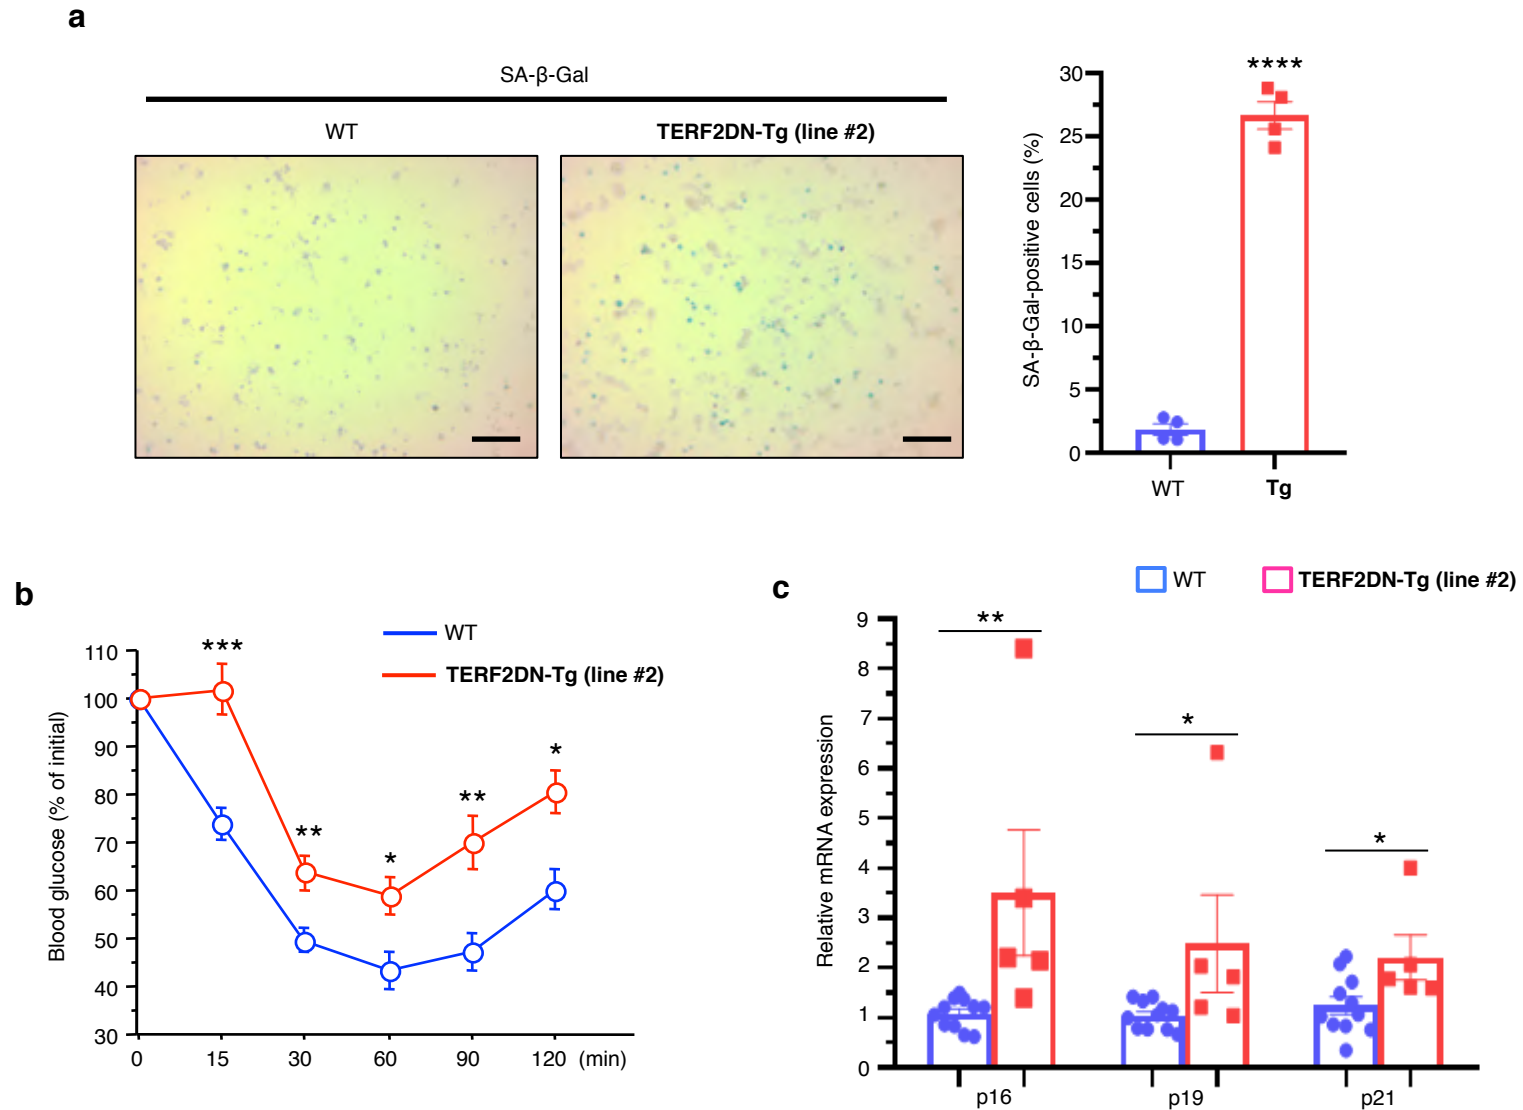 a
SA-β-Gal
WT
TERF2DN-Tg (line #2)
****
SA-β-Gal-positive cells (%)
30
25
20
15
10
5
0
WT
Tg
b
WT
TERF2DN-Tg (line #2)
Blood glucose (% of initial)
110
100
90
80
70
60
50
40
30
***
**
*
**
*
0 15 30 60 90 120 (min)
c
WT
TERF2DN-Tg (line #2)
Relative mRNA expression
9
8
7
6
5
4
3
2
1
0
**
*
*
p16 p19 p21